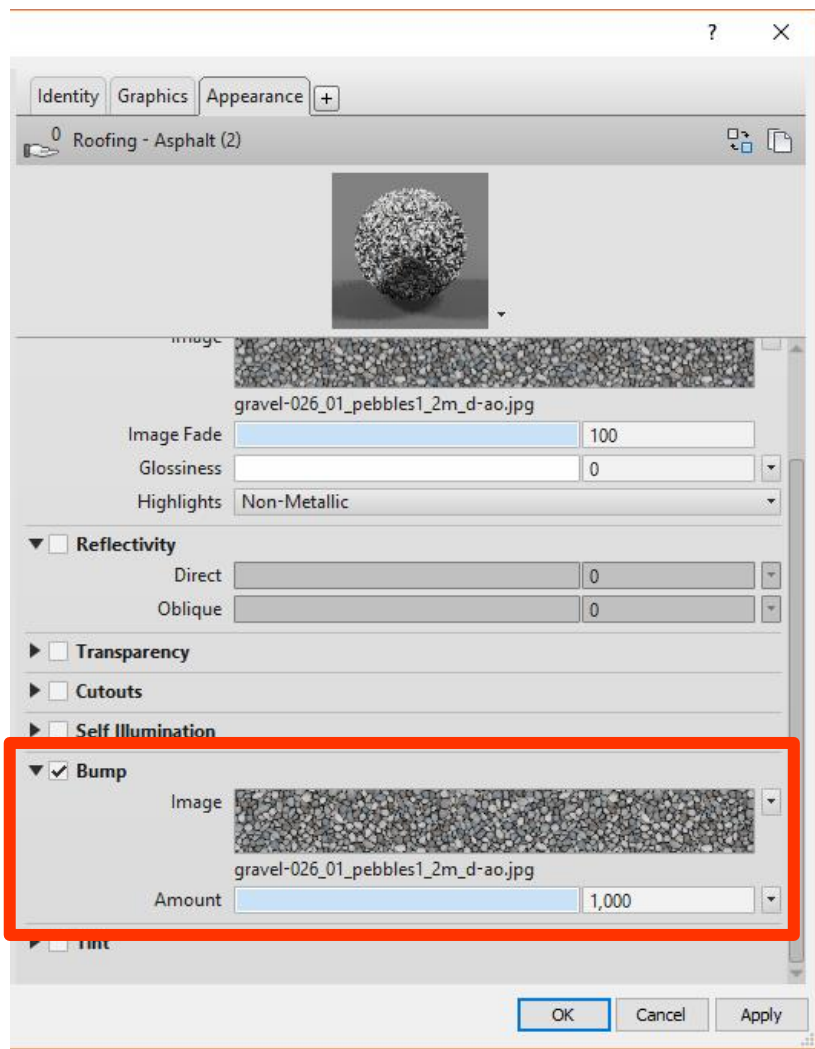 ?
Identity Graphics Appearance +
0 Roofing - Asphalt (2)
Image
gravel-026_01_pebbles1_2m_d-ao.jpg
Image Fade 100
Glossiness 0
Highlights Non-Metallic
Reflectivity
Direct 0
Oblique 0
Transparency
Cutouts
Self Illumination
Bump
Image
gravel-026_01_pebbles1_2m_d-ao.jpg
Amount 1,000
Tint
OK Cancel Apply